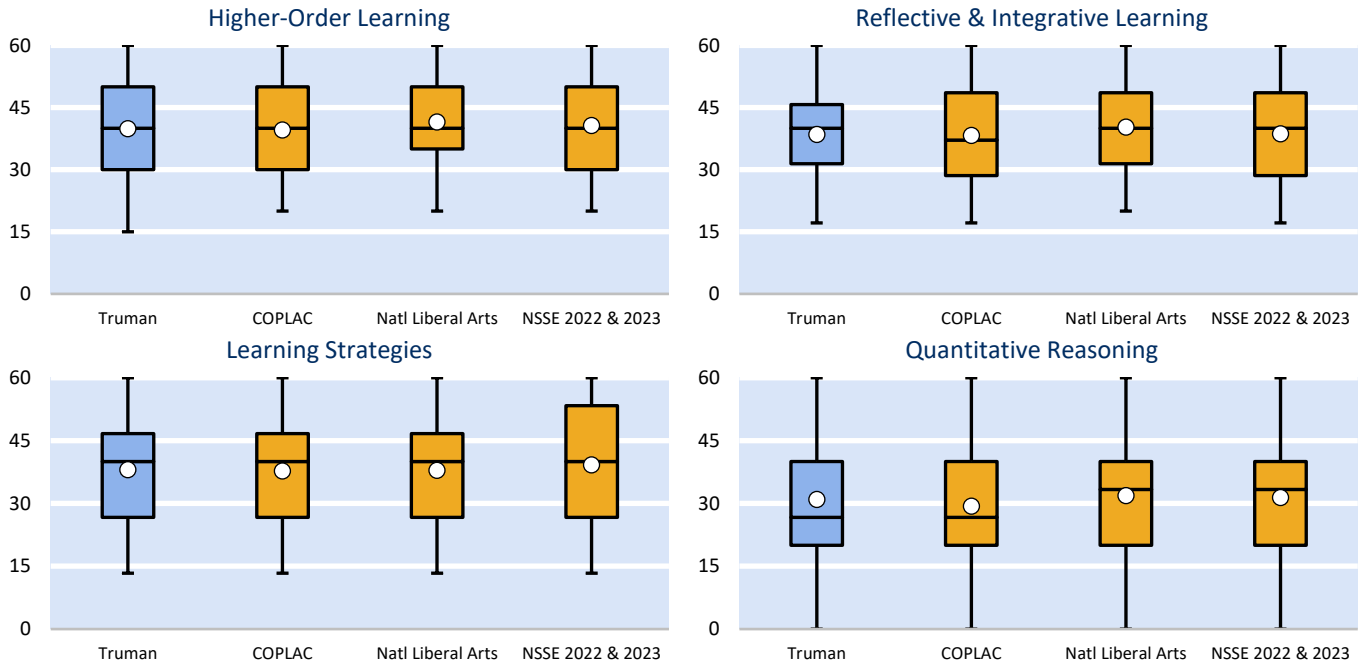 Higher-Order Learning
60
45
30
15
0
Truman COPLAC Natl Liberal Arts NSSE 2022 & 2023
Reflective & Integrative Learning
60
45
30
15
0
Truman COPLAC Natl Liberal Arts NSSE 2022 & 2023
Learning Strategies
60
45
30
15
0
Truman COPLAC Natl Liberal Arts NSSE 2022 & 2023
Quantitative Reasoning
60
45
30
15
0
Truman COPLAC Natl Liberal Arts NSSE 2022 & 2023